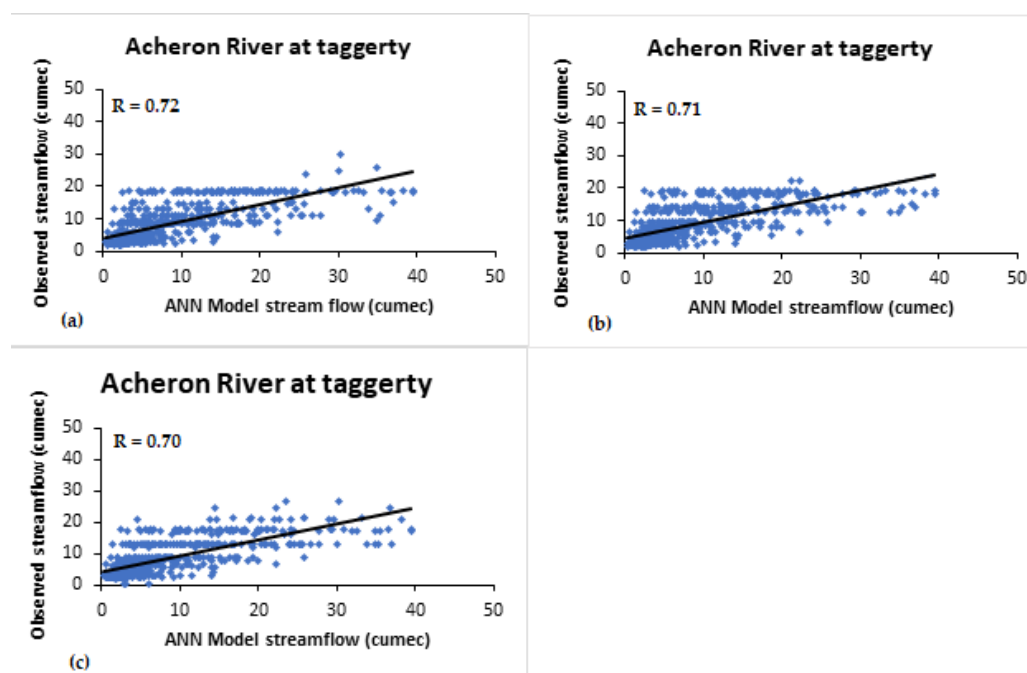 Acheron River at taggerty
Observed streamflow (cumec)
50
40
30
20
10
0
R = 0.72
0 10 20 30 40 50
ANN Model stream flow (cumec)
(a)
Acheron River at taggerty
Observed streamflow (cumec)
50
40
30
20
10
0
R = 0.71
0 10 20 30 40 50
ANN Model streamflow (cumec)
(b)
Acheron River at taggerty
Observed streamflow (cumec)
50
40
30
20
10
0
R = 0.70
0 10 20 30 40 50
ANN Model streamflow (cumec)
(c)